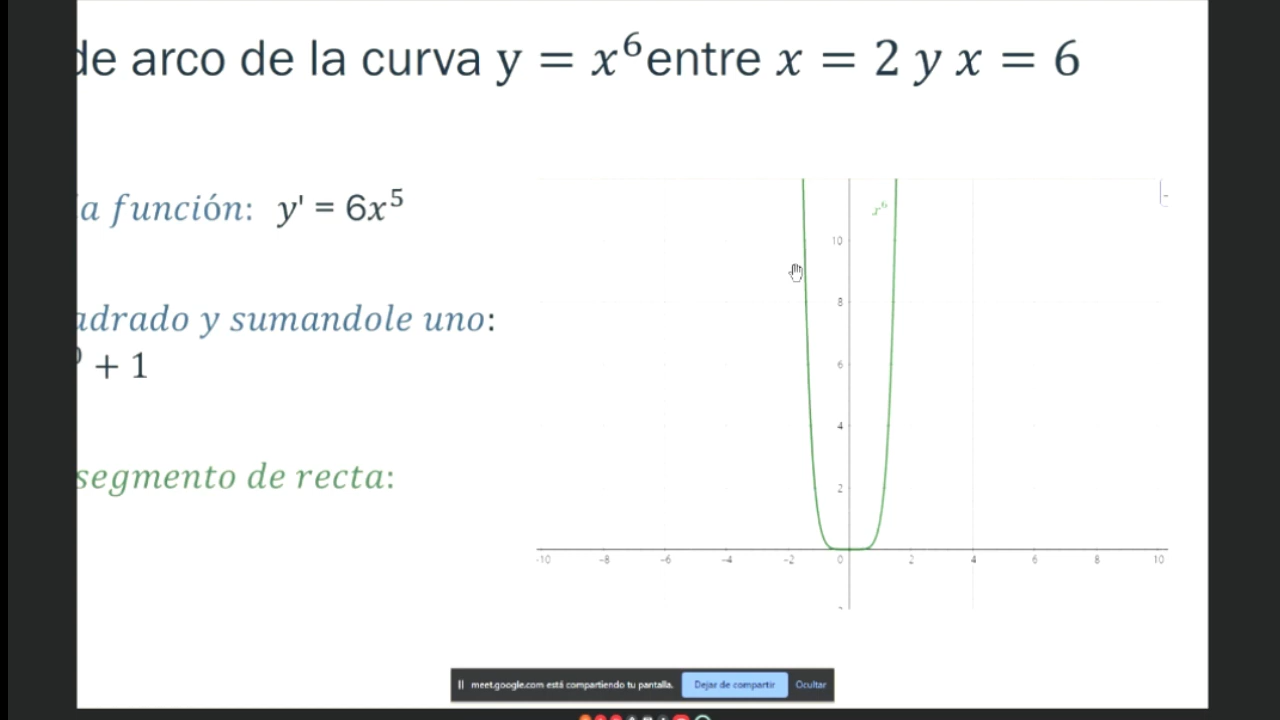 de arco de la curva y = x⁶entre x = 2 y x = 6
a función: y' = 6x⁵
x⁶
10
8
6
4
2
-10 -8 -6 -4 -2 0 2 4 6 8 10
adrado y sumandole uno:
+ 1
segmento de recta:
meet.google.com está compartiendo tu pantalla. Dejar de compartir Ocultar